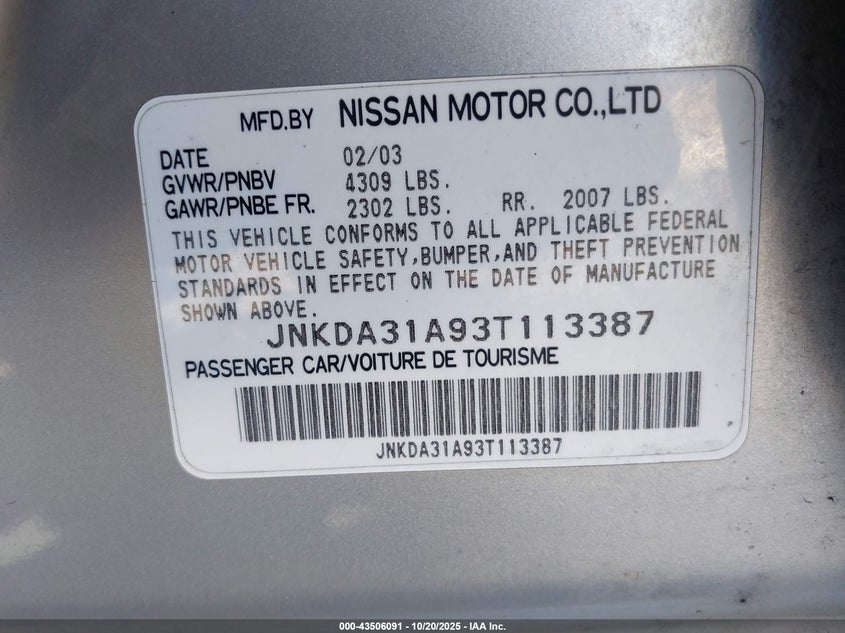 MFD.BY NISSAN MOTOR CO.,LTD
DATE 02/03
GVWR/PNBV 4309 LBS.
GAWR/PNBE FR. 2302 LBS. RR. 2007 LBS.
THIS VEHICLE CONFORMS TO ALL APPLICABLE FEDERAL
MOTOR VEHICLE SAFETY,BUMPER,AND THEFT PREVENTION
STANDARDS IN EFFECT ON THE DATE OF MANUFACTURE
SHOWN ABOVE.
JNKDA31A93T113387
PASSENGER CAR/VOITURE DE TOURISME
JNKDA31A93T113387
000-43506091 - 10/20/2025 - IAA Inc.